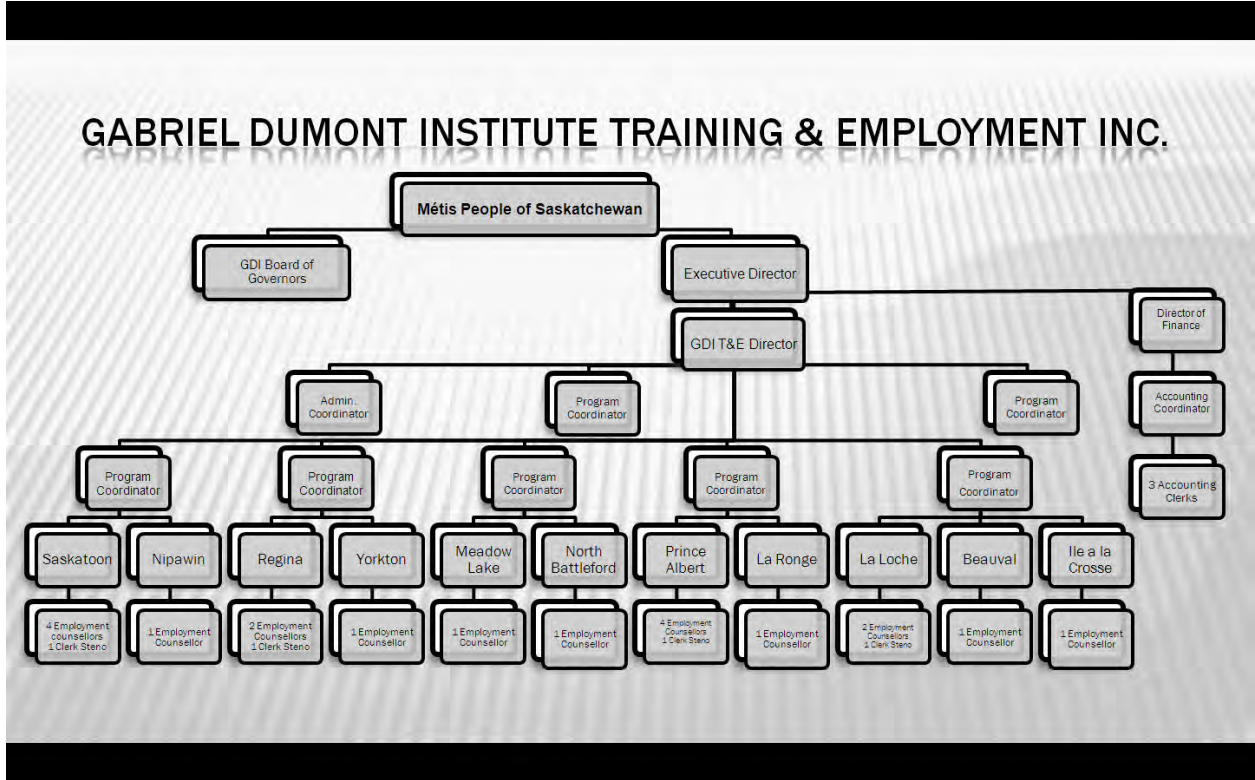 GABRIEL DUMONT INSTITUTE TRAINING & EMPLOYMENT INC.
Métis People of Saskatchewan
GDI Board of
Governors
Executive Director
GDI T&E Director
Director of
Finance
Admin.
Coordinator
Program
Coordinator
Program
Coordinator
Accounting
Coordinator
Program
Coordinator
Program
Coordinator
Program
Coordinator
Program
Coordinator
Program
Coordinator
3 Accounting
Clerks
Saskatoon
Nipawin
Regina
Yorkton
Meadow
Lake
North
Battleford
Prince
Albert
La Ronge
La Loche
Beauval
Ile a la
Crosse
4 Employment
counsellors
1 Clerk Steno
1 Employment
Counsellor
2 Employment
Counsellors
1 Clerk Steno
1 Employment
Counsellor
1 Employment
Counsellor
1 Employment
Counsellor
4 Employment
Counsellors
1 Clerk Steno
1 Employment
Counsellor
2 Employment
Counsellors
1 Clerk Steno
1 Employment
Counsellor
1 Employment
Counsellor